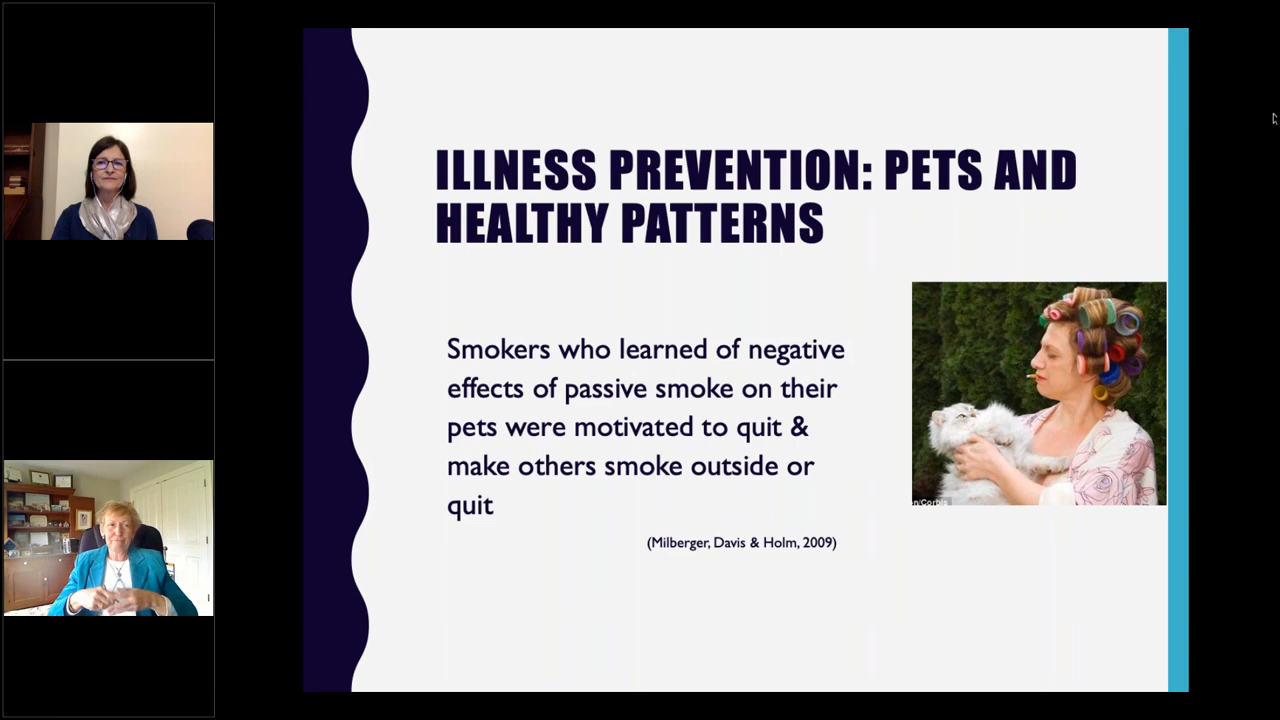 ILLNESS PREVENTION: PETS AND
HEALTHY PATTERNS
Smokers who learned of negative
effects of passive smoke on their
pets were motivated to quit &
make others smoke outside or
quit
(Milberger, Davis & Holm, 2009)
n/Corbis